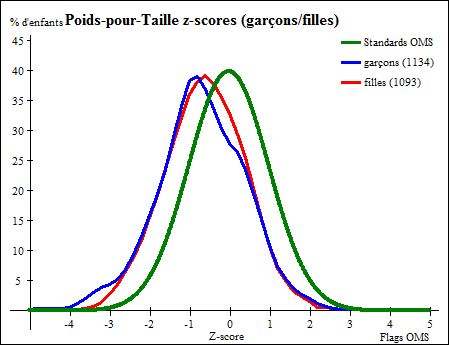 % d'enfants Poids-pour-Taille z-scores (garçons/filles)
45
40
35
30
25
20
15
10
5
Standards OMS
garçons (1134)
filles (1093)
-4 -3 -2 -1 0 1 2 3 4 5
Z-score Flags OMS